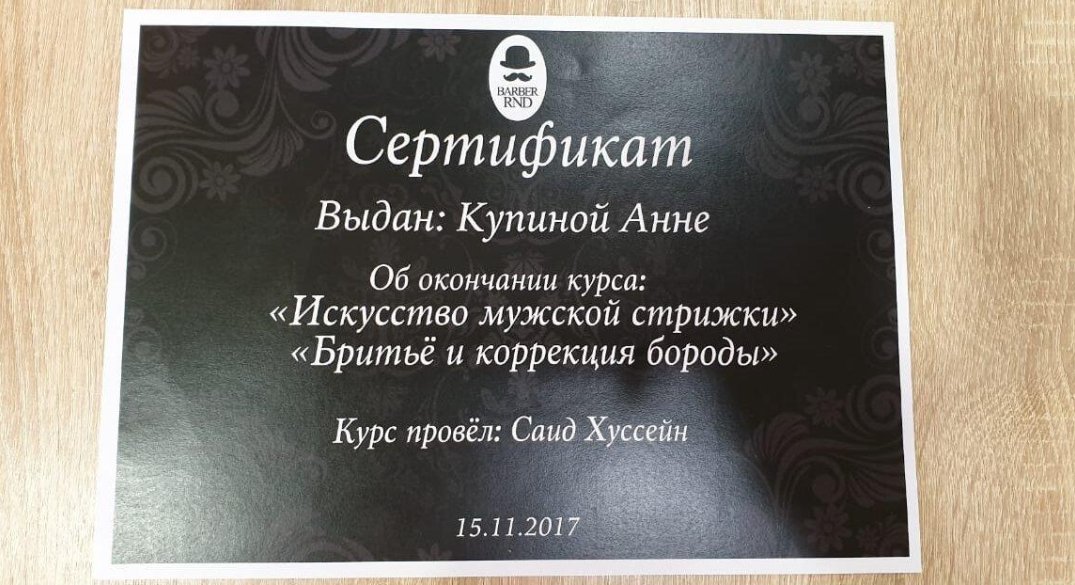 BARBER
RND
Сертификат
Выдан: Купиной Анне
Об окончании курса:
«Искусство мужской стрижки»
«Бритьё и коррекция бороды»
Курс провёл: Саид Хуссейн
15.11.2017